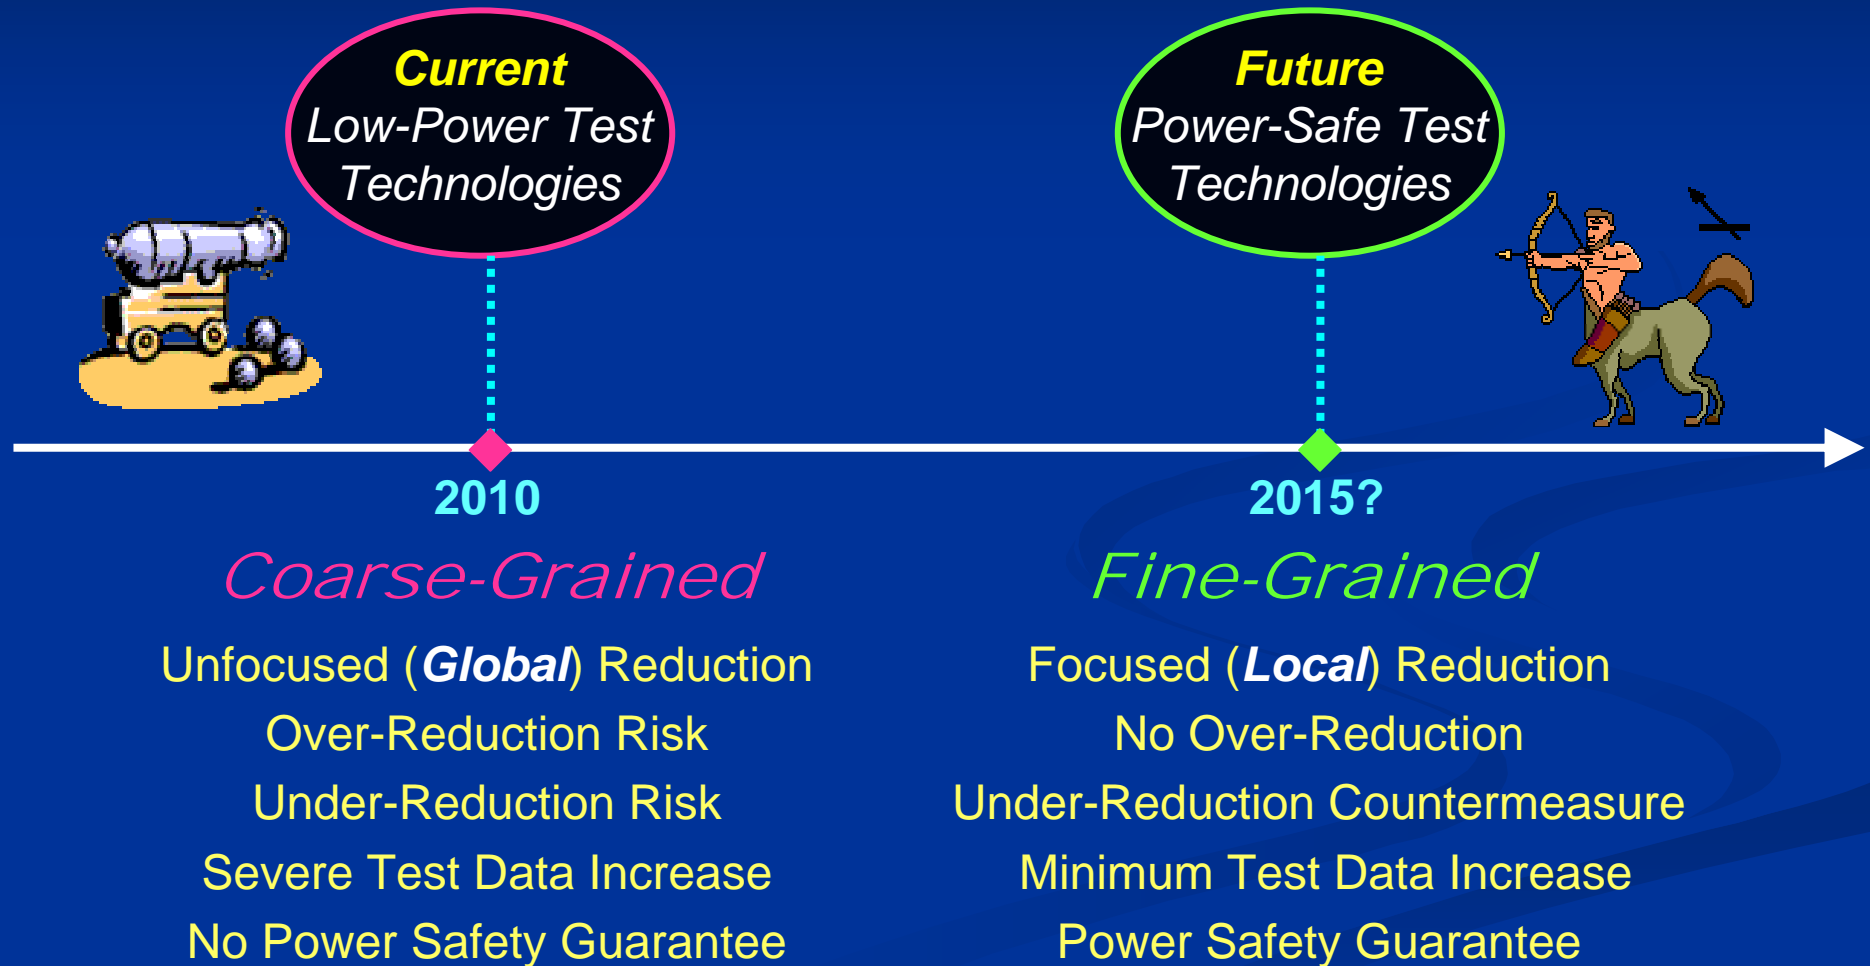 Current
Low-Power Test
Technologies
Future
Power-Safe Test
Technologies
2010
2015?
Coarse-Grained
Fine-Grained
Unfocused (Global) Reduction
Over-Reduction Risk
Under-Reduction Risk
Severe Test Data Increase
No Power Safety Guarantee
Focused (Local) Reduction
No Over-Reduction
Under-Reduction Countermeasure
Minimum Test Data Increase
Power Safety Guarantee